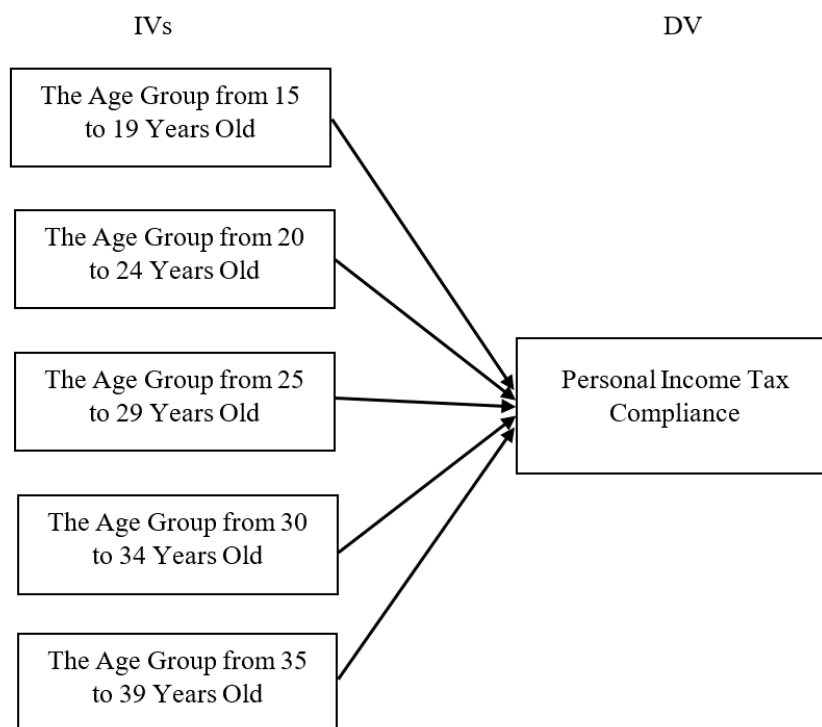 IVs
DV
The Age Group from 15
to 19 Years Old
The Age Group from 20
to 24 Years Old
The Age Group from 25
to 29 Years Old
Personal Income Tax
Compliance
The Age Group from 30
to 34 Years Old
The Age Group from 35
to 39 Years Old